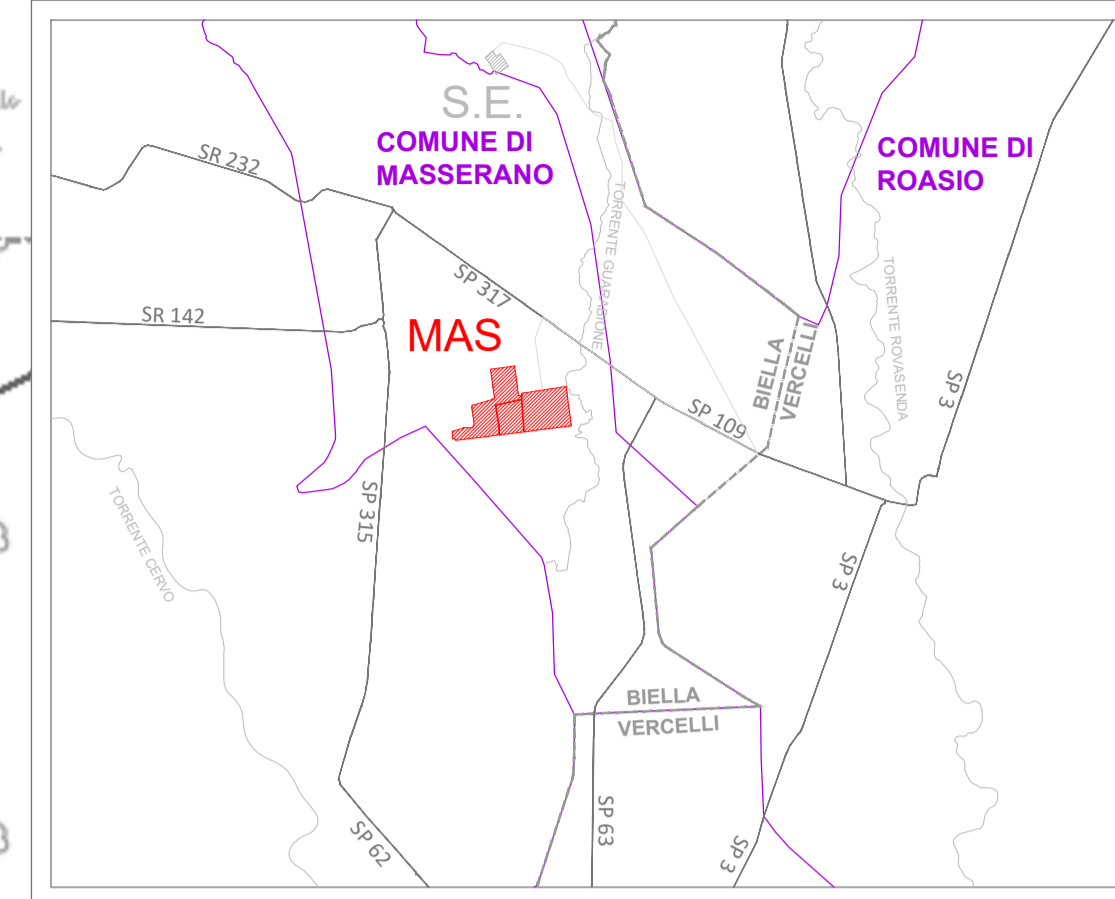 S.E.
COMUNE DI
MASSERANO
COMUNE DI
ROASIO
SR 232
TORRENTE GUARABIONE
SP 317
TORRENTE ROVASENDA
SR 142
MAS
BIELLA
VERCELLI
SP 3
SP 109
SP 315
TORRENTE CERVO
SP 3
BIELLA
VERCELLI
SP 63
SP 62
SP 3